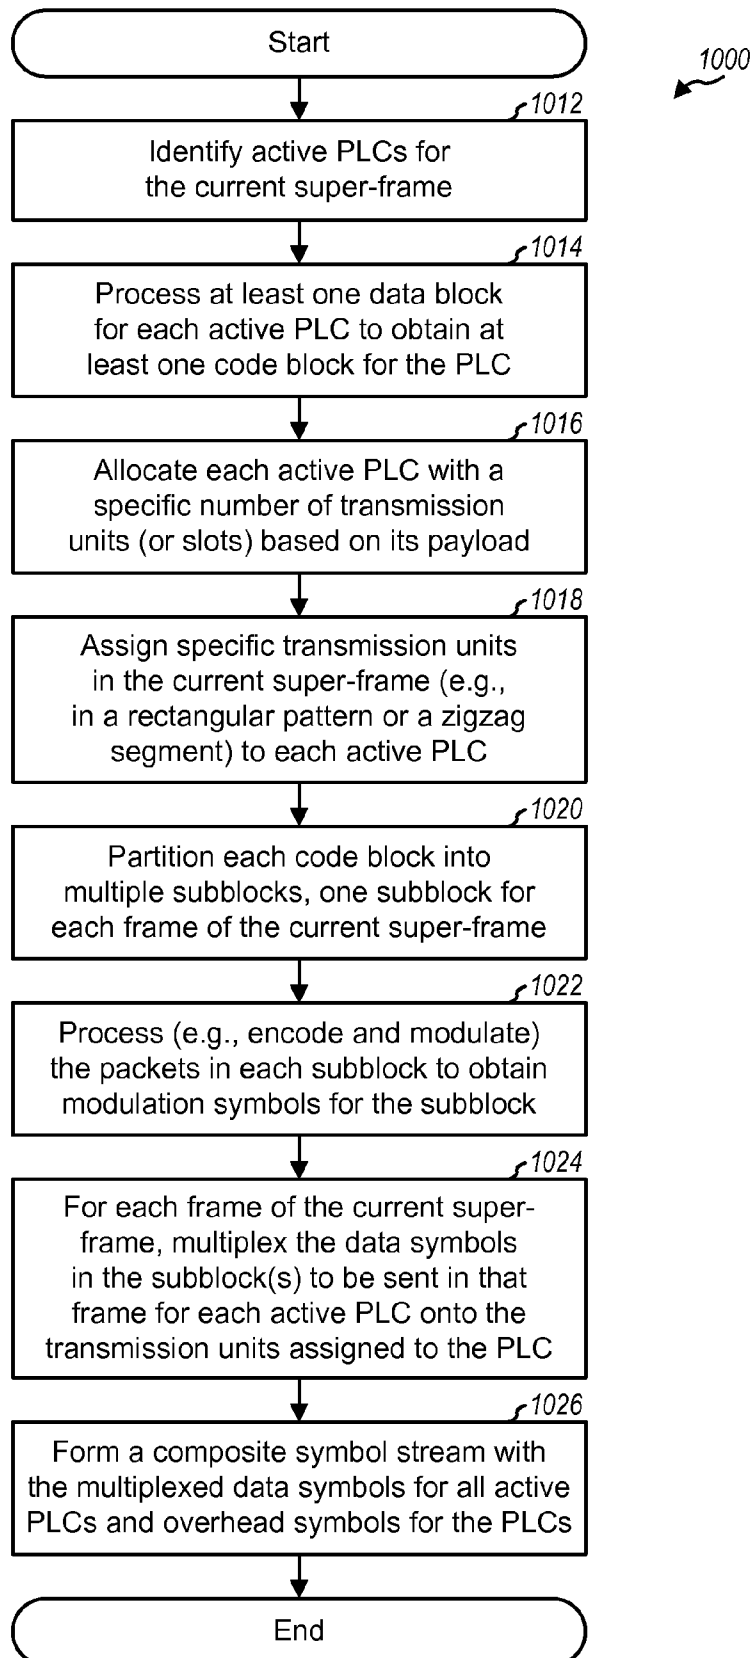 Start
1000
1012
Identify active PLCs for
the current super-frame
1014
Process at least one data block
for each active PLC to obtain at
least one code block for the PLC
1016
Allocate each active PLC with a
specific number of transmission
units (or slots) based on its payload
1018
Assign specific transmission units
in the current super-frame (e.g.,
in a rectangular pattern or a zigzag
segment) to each active PLC
1020
Partition each code block into
multiple subblocks, one subblock for
each frame of the current super-frame
1022
Process (e.g., encode and modulate)
the packets in each subblock to obtain
modulation symbols for the subblock
1024
For each frame of the current super-
frame, multiplex the data symbols
in the subblock(s) to be sent in that
frame for each active PLC onto the
transmission units assigned to the PLC
1026
Form a composite symbol stream with
the multiplexed data symbols for all active
PLCs and overhead symbols for the PLCs
End